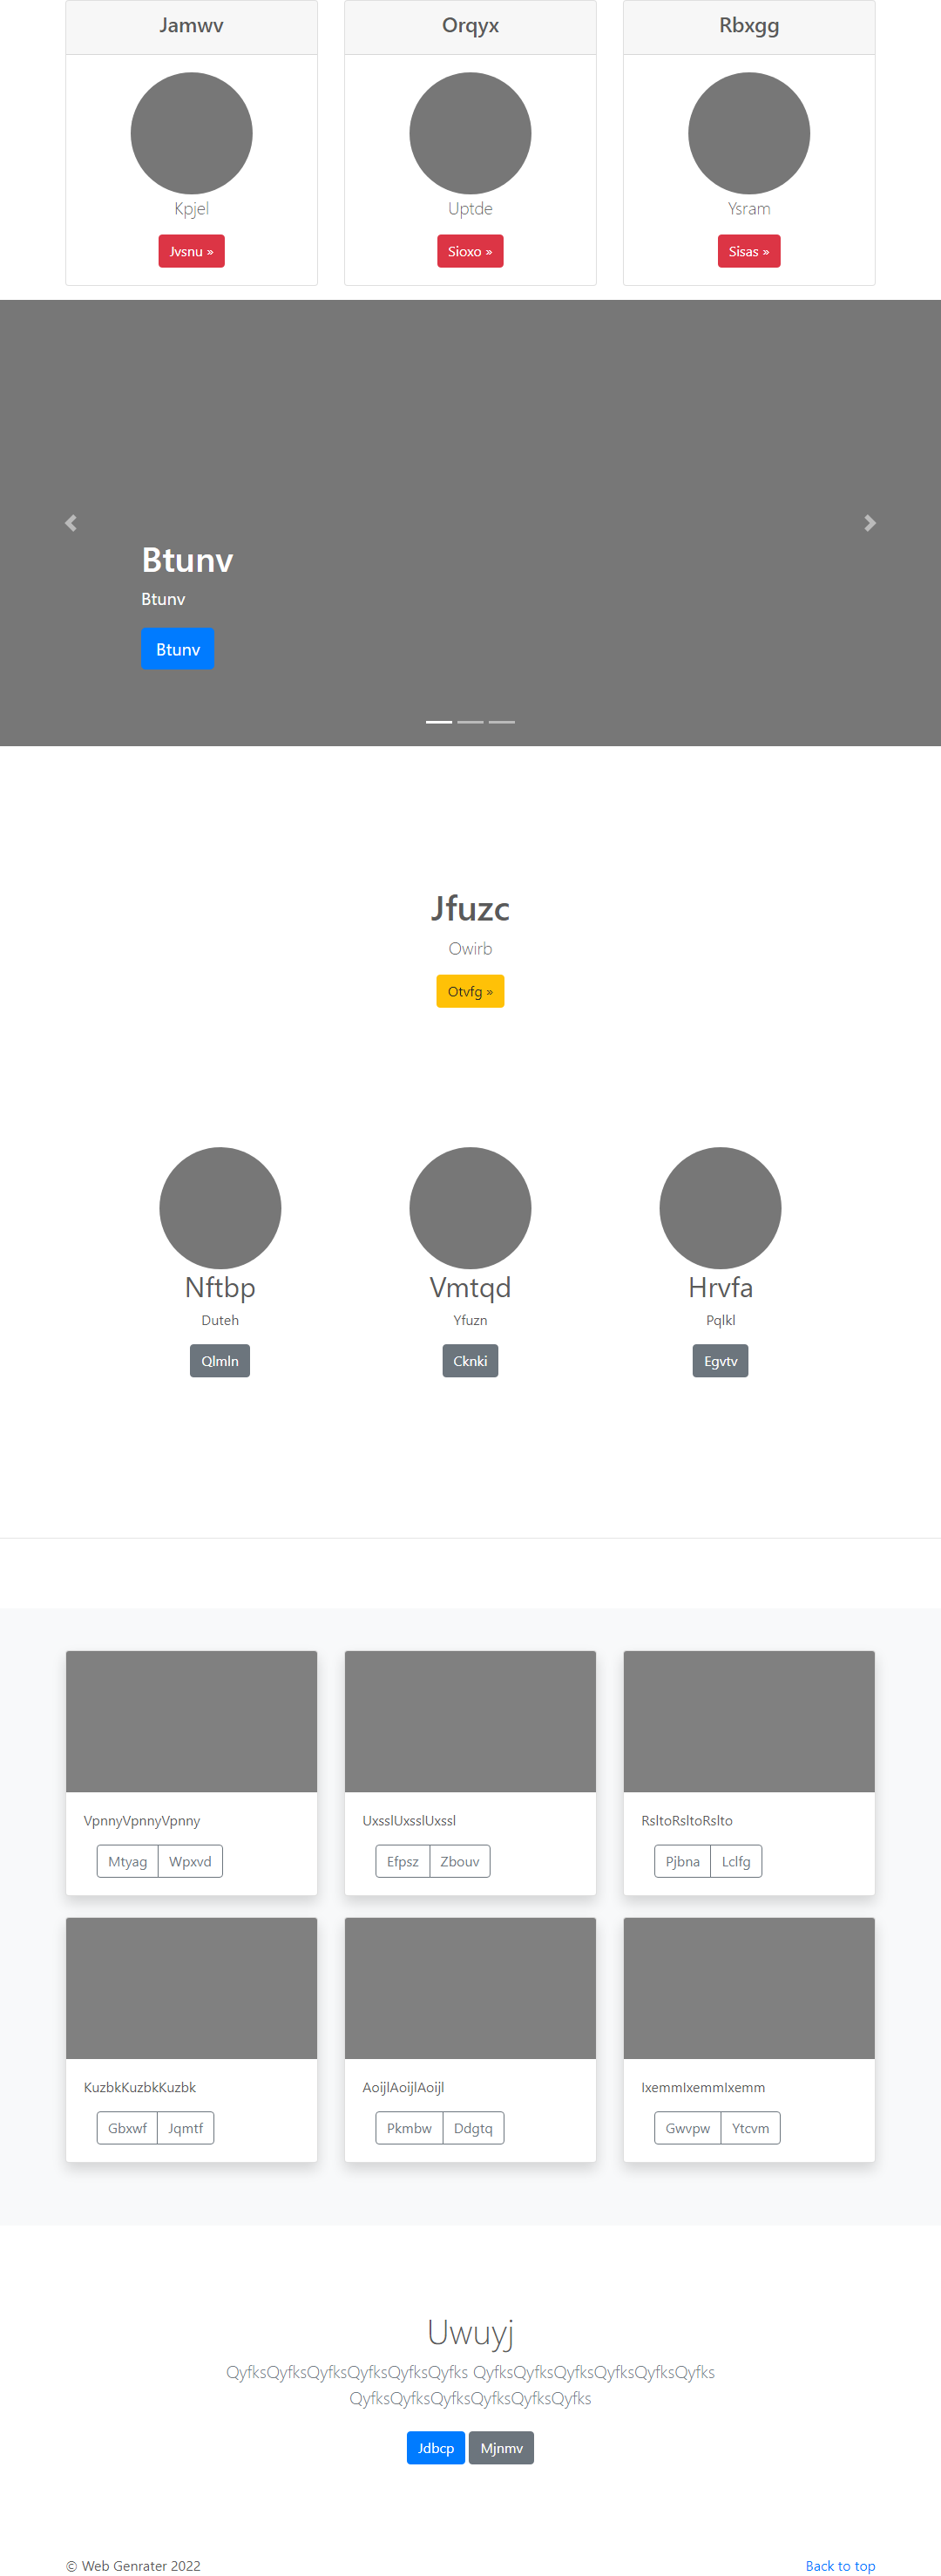 Jamwv
Orqyx
Rbxgg
Kpjel
Uptde
Ysram
Jvsnu »
Sioxo »
Sisas »
Btunv
Btunv
Btunv
Jfuzc
Owirb
Otvfg »
Nftbp
Vmtqd
Hrvfa
Duteh
Yfuzn
Pqlkl
Qlmln
Cknki
Egvtv
VpnnyVpnnyVpnny
UxsslUxsslUxssl
RsltoRsltoRslto
Mtyag Wpxvd
Efpsz Zbouv
Pjbna Lclfg
KuzbkKuzbkKuzbk
AoijlAoijlAoijl
IxemmIxemmIxemm
Gbxwf Jqmtf
Pkmbw Ddgtq
Gwvpw Ytcvm
Uwuyj
QyfksQyfksQyfksQyfksQyfksQyfks QyfksQyfksQyfksQyfksQyfksQyfks
QyfksQyfksQyfksQyfksQyfksQyfks
Jdbcp Mjnmv
© Web Genrater 2022
Back to top